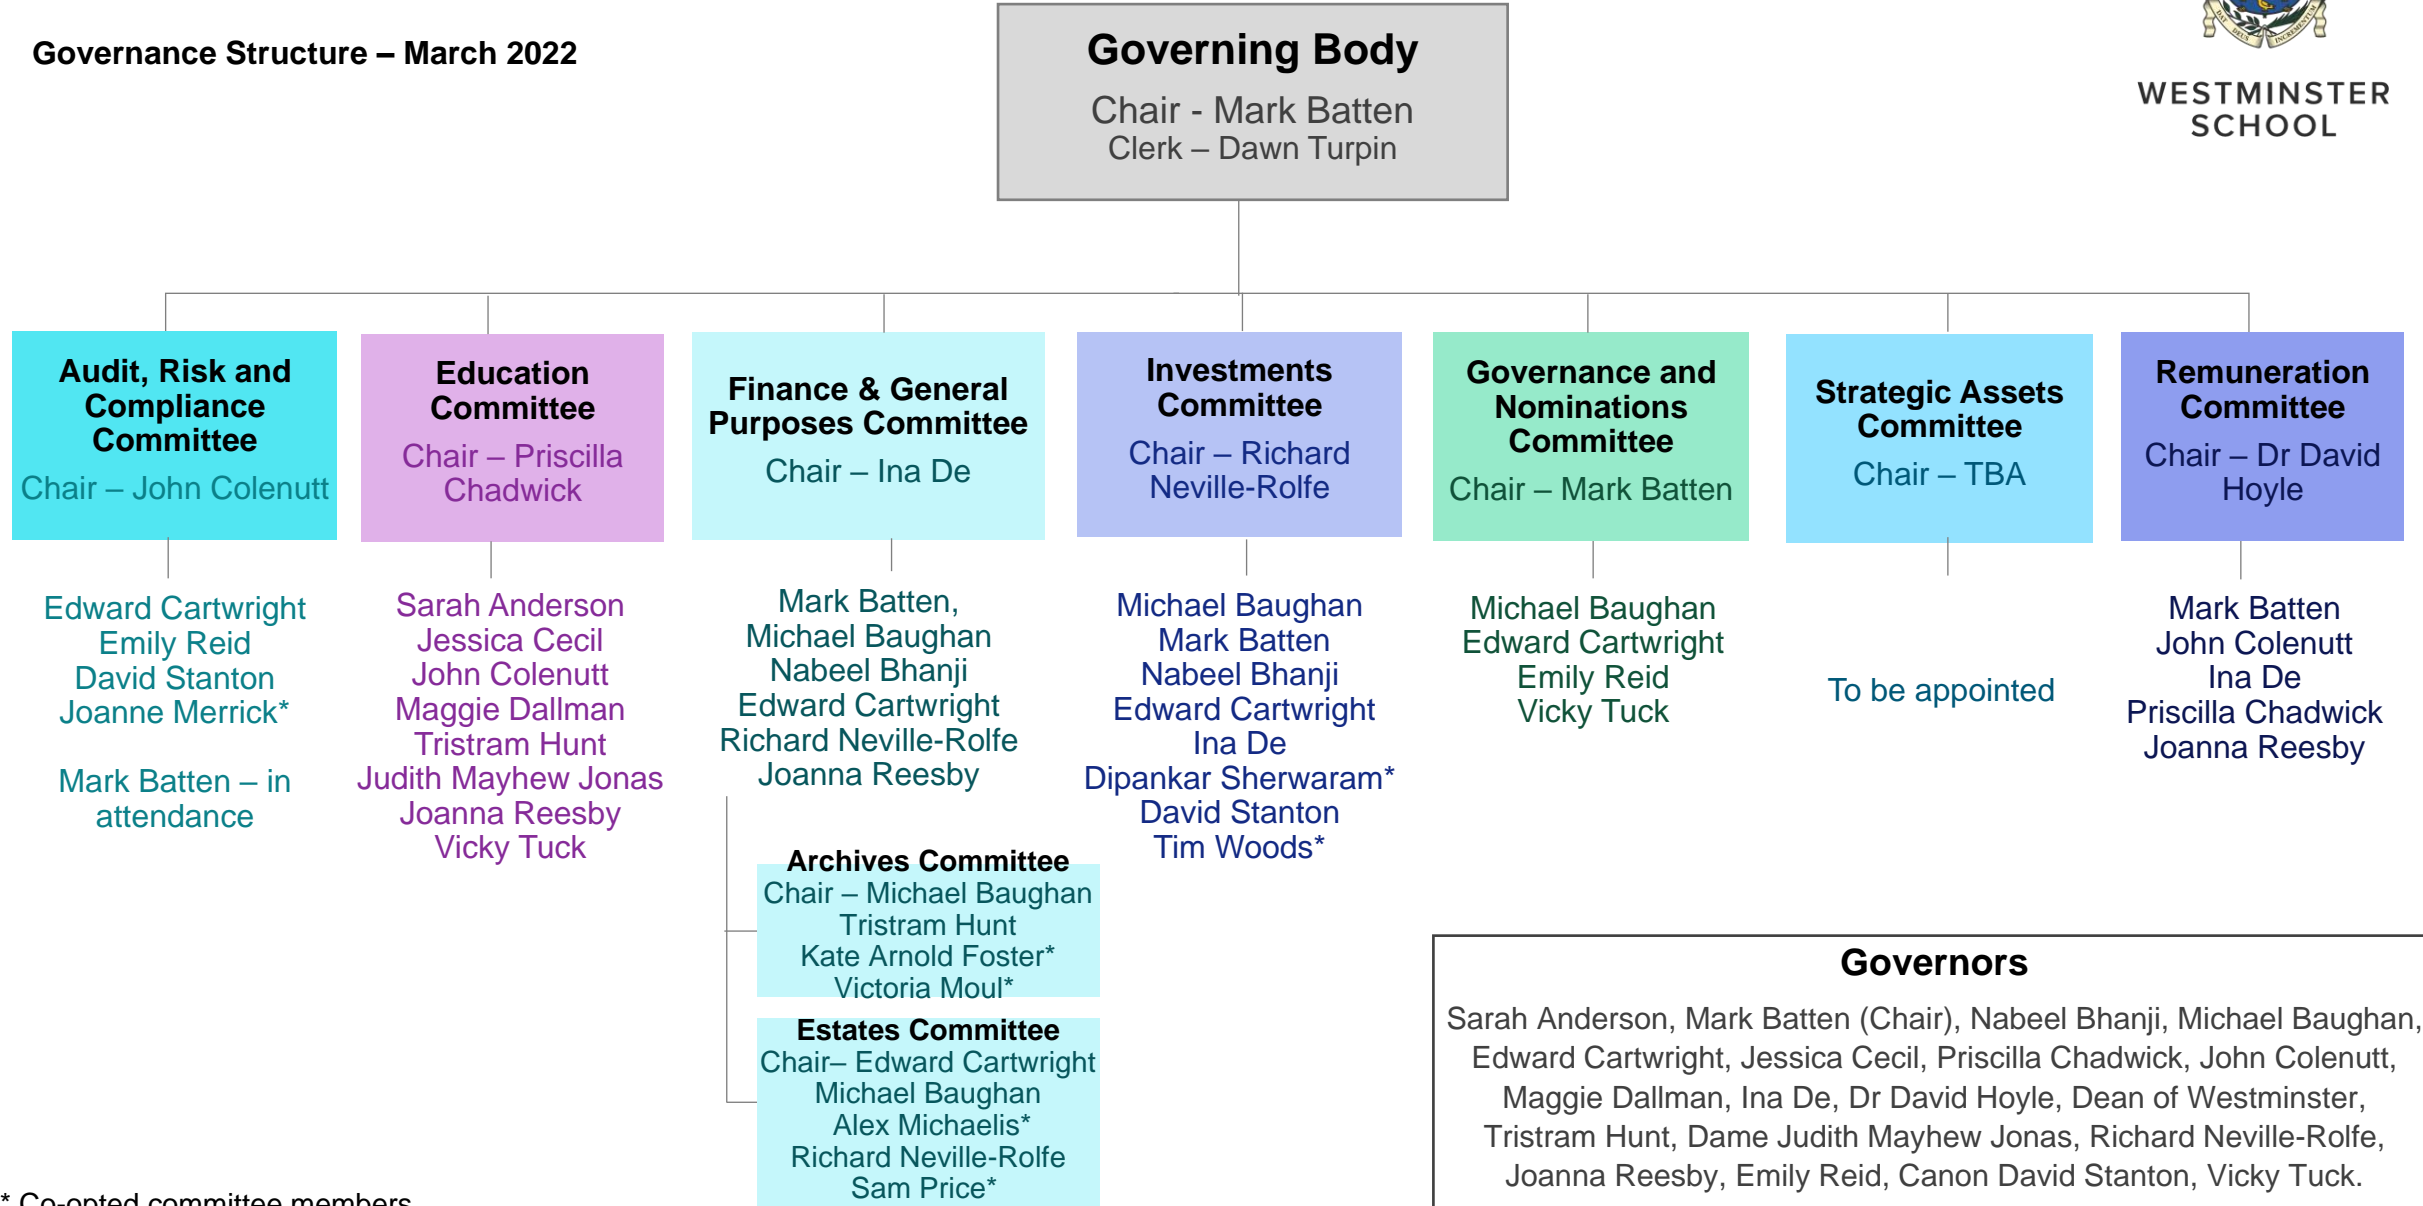 Governance Structure – March 2022
Governing Body
Chair - Mark Batten
Clerk – Dawn Turpin
DAT DEUS INCREMENTUM
WESTMINSTER
SCHOOL
Audit, Risk and
Compliance
Committee
Chair – John Colenutt
Edward Cartwright
Emily Reid
David Stanton
Joanne Merrick*
Mark Batten – in
attendance
Education
Committee
Chair – Priscilla
Chadwick
Sarah Anderson
Jessica Cecil
John Colenutt
Maggie Dallman
Tristram Hunt
Judith Mayhew Jonas
Joanna Reesby
Vicky Tuck
Finance & General
Purposes Committee
Chair – Ina De
Mark Batten,
Michael Baughan
Nabeel Bhanji
Edward Cartwright
Richard Neville-Rolfe
Joanna Reesby
Archives Committee
Chair – Michael Baughan
Tristram Hunt
Kate Arnold Foster*
Victoria Moul*
Estates Committee
Chair– Edward Cartwright
Michael Baughan
Alex Michaelis*
Richard Neville-Rolfe
Sam Price*
Investments
Committee
Chair – Richard
Neville-Rolfe
Michael Baughan
Mark Batten
Nabeel Bhanji
Edward Cartwright
Ina De
Dipankar Sherwaram*
David Stanton
Tim Woods*
Governance and
Nominations
Committee
Chair – Mark Batten
Michael Baughan
Edward Cartwright
Emily Reid
Vicky Tuck
Strategic Assets
Committee
Chair – TBA
To be appointed
Remuneration
Committee
Chair – Dr David
Hoyle
Mark Batten
John Colenutt
Ina De
Priscilla Chadwick
Joanna Reesby
Governors
Sarah Anderson, Mark Batten (Chair), Nabeel Bhanji, Michael Baughan,
Edward Cartwright, Jessica Cecil, Priscilla Chadwick, John Colenutt,
Maggie Dallman, Ina De, Dr David Hoyle, Dean of Westminster,
Tristram Hunt, Dame Judith Mayhew Jonas, Richard Neville-Rolfe,
Joanna Reesby, Emily Reid, Canon David Stanton, Vicky Tuck.
* Co-opted committee members